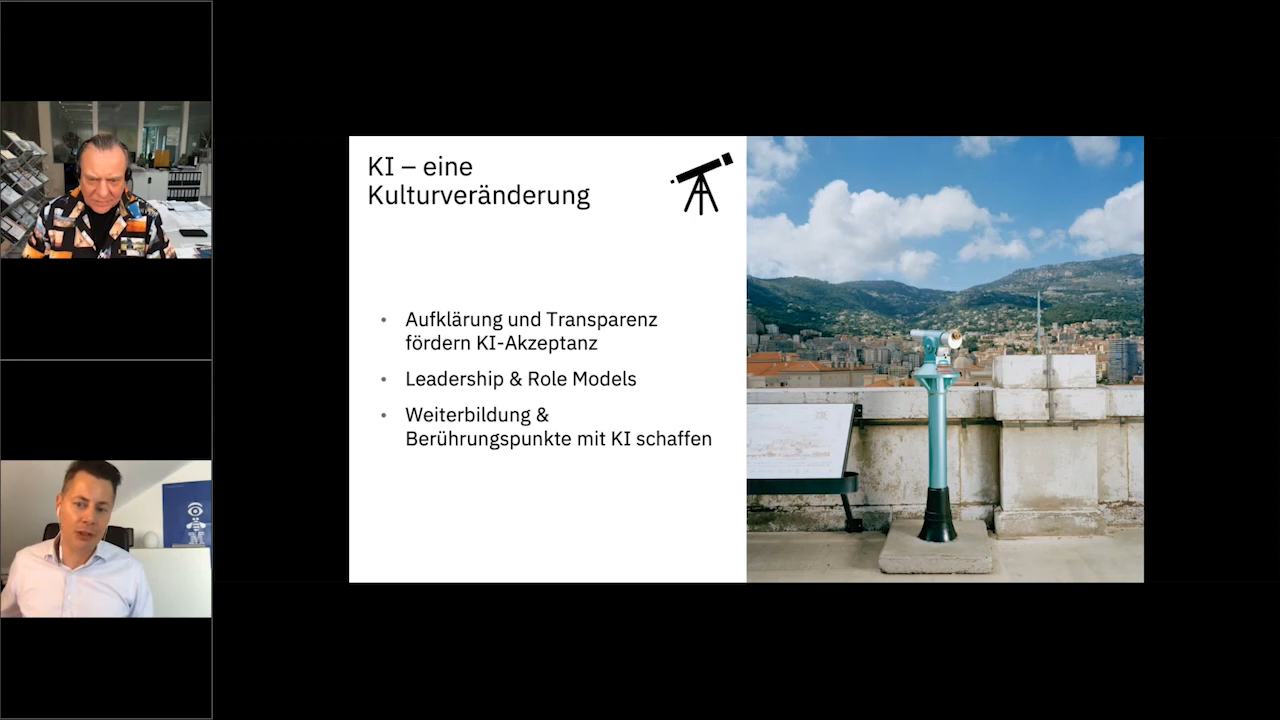 KI – eine
Kulturveränderung
• Aufklärung und Transparenz
fördern KI-Akzeptanz
• Leadership & Role Models
• Weiterbildung &
Berührungspunkte mit KI schaffen